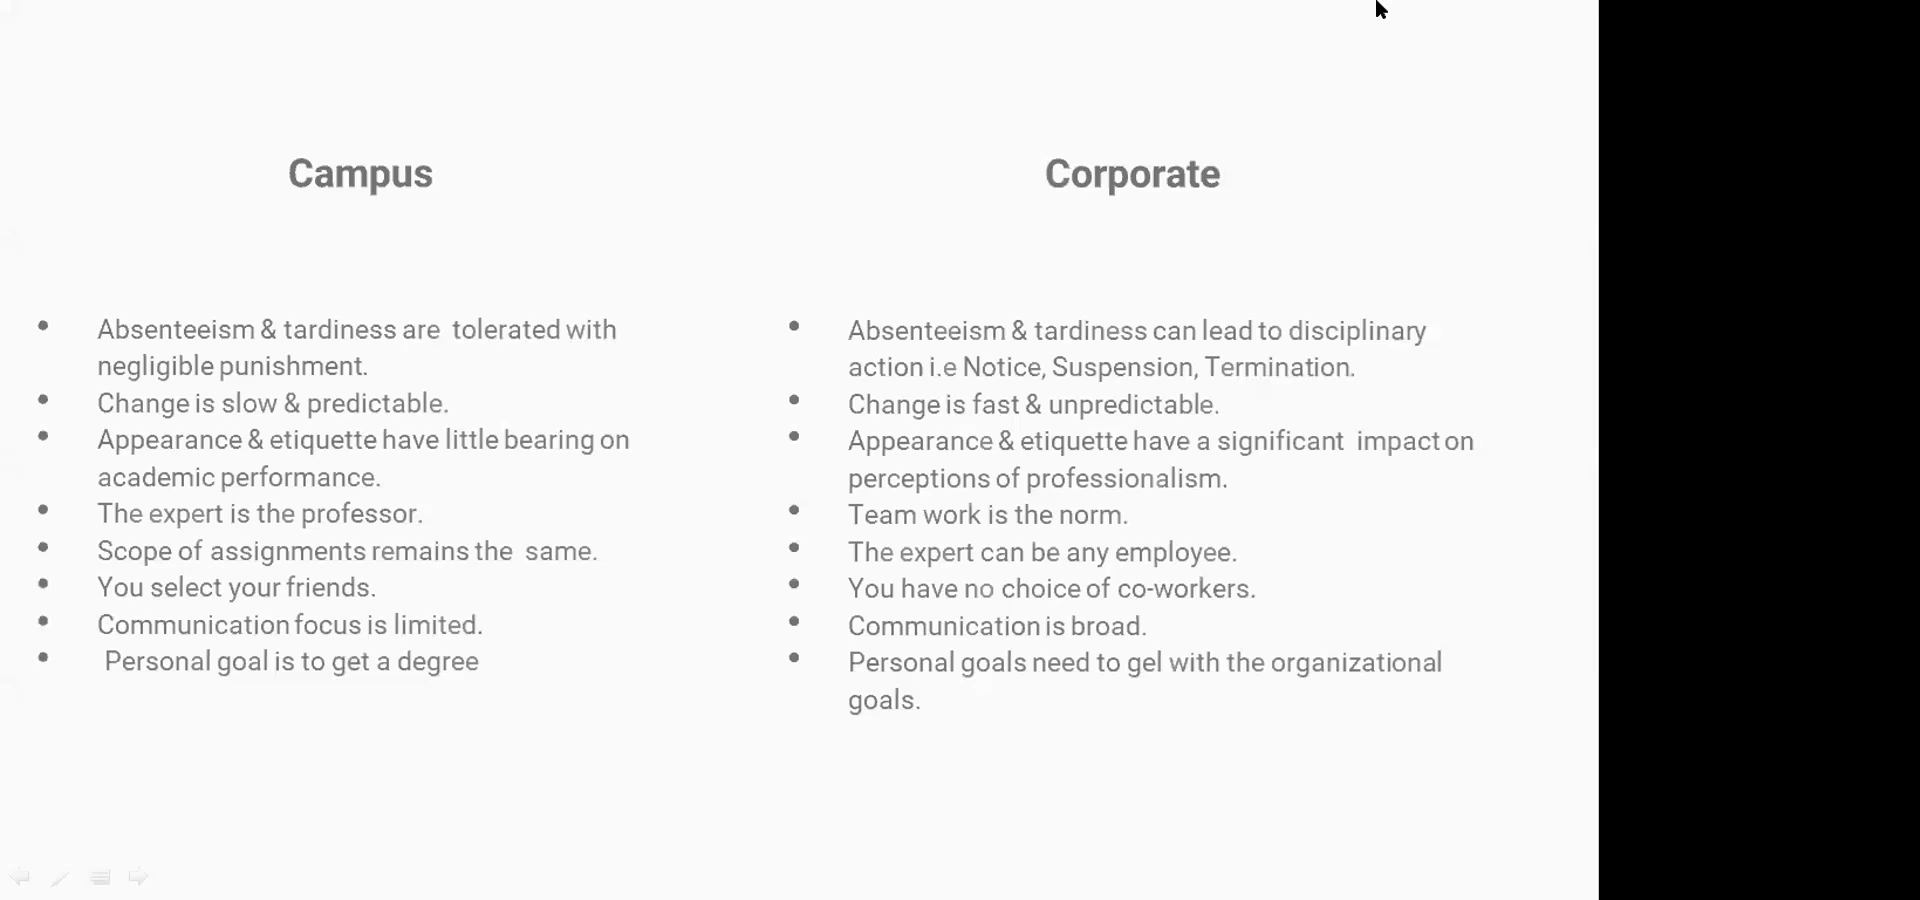 Campus
• Absenteeism & tardiness are tolerated with
negligible punishment.
• Change is slow & predictable.
• Appearance & etiquette have little bearing on
academic performance.
• The expert is the professor.
• Scope of assignments remains the same.
• You select your friends.
• Communication focus is limited.
• Personal goal is to get a degree
Corporate
• Absenteeism & tardiness can lead to disciplinary
action i.e Notice, Suspension, Termination.
• Change is fast & unpredictable.
• Appearance & etiquette have a significant impact on
perceptions of professionalism.
• Team work is the norm.
• The expert can be any employee.
• You have no choice of co-workers.
• Communication is broad.
• Personal goals need to gel with the organizational
goals.